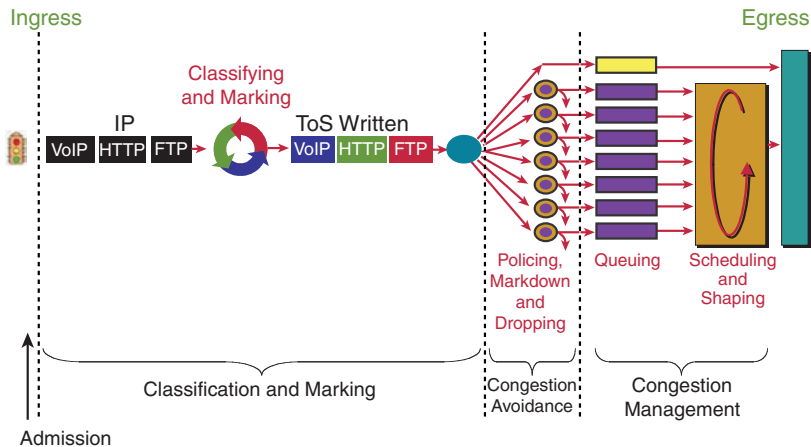 Ingress
Egress
Classifying
and Marking
IP
ToS Written
VoIP HTTP FTP
VoIP HTTP FTP
Policing,
Markdown
and
Dropping
Queuing
Scheduling
and
Shaping
Classification and Marking
Congestion
Avoidance
Congestion
Management
Admission